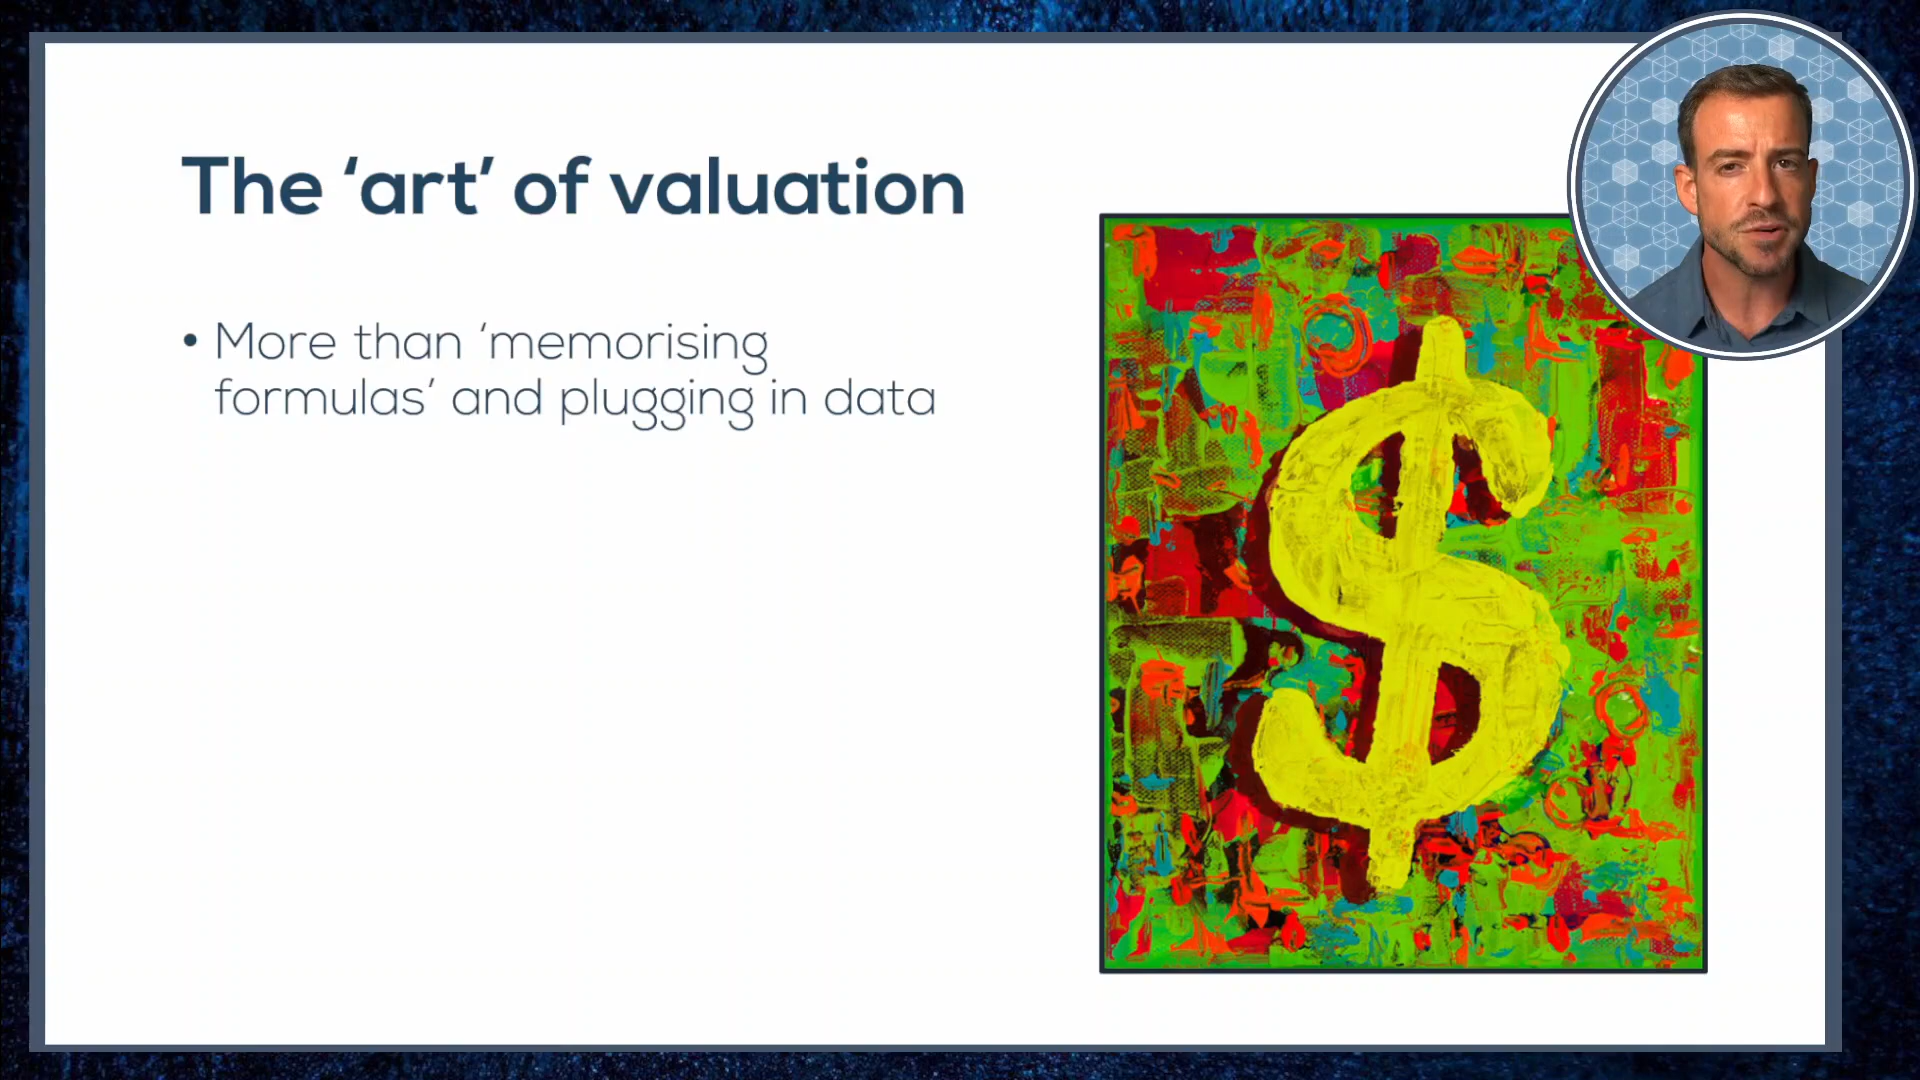 The ‘art’ of valuation
• More than ‘memorising
formulas’ and plugging in data